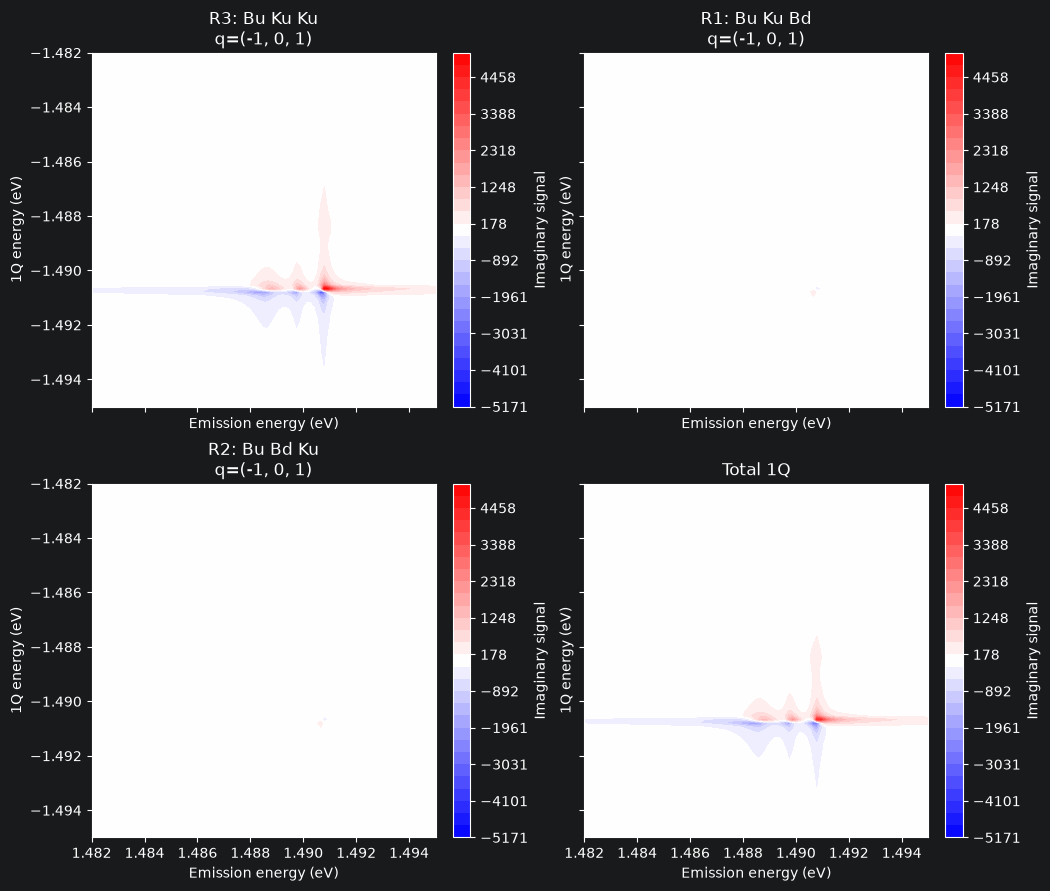 R3: Bu Ku Ku
q=(-1, 0, 1)
−1.482
−1.484
−1.486
−1.488
−1.490
−1.492
−1.494
1Q energy (eV)
Emission energy (eV)
4458
3388
2318
1248
178
−892
−1961
−3031
−4101
−5171
Imaginary signal
R1: Bu Ku Bd
q=(-1, 0, 1)
1Q energy (eV)
Emission energy (eV)
4458
3388
2318
1248
178
−892
−1961
−3031
−4101
−5171
Imaginary signal
R2: Bu Bd Ku
q=(-1, 0, 1)
−1.482
−1.484
−1.486
−1.488
−1.490
−1.492
−1.494
1Q energy (eV)
1.482 1.484 1.486 1.488 1.490 1.492 1.494
Emission energy (eV)
4458
3388
2318
1248
178
−892
−1961
−3031
−4101
−5171
Imaginary signal
Total 1Q
1Q energy (eV)
1.482 1.484 1.486 1.488 1.490 1.492 1.494
Emission energy (eV)
4458
3388
2318
1248
178
−892
−1961
−3031
−4101
−5171
Imaginary signal